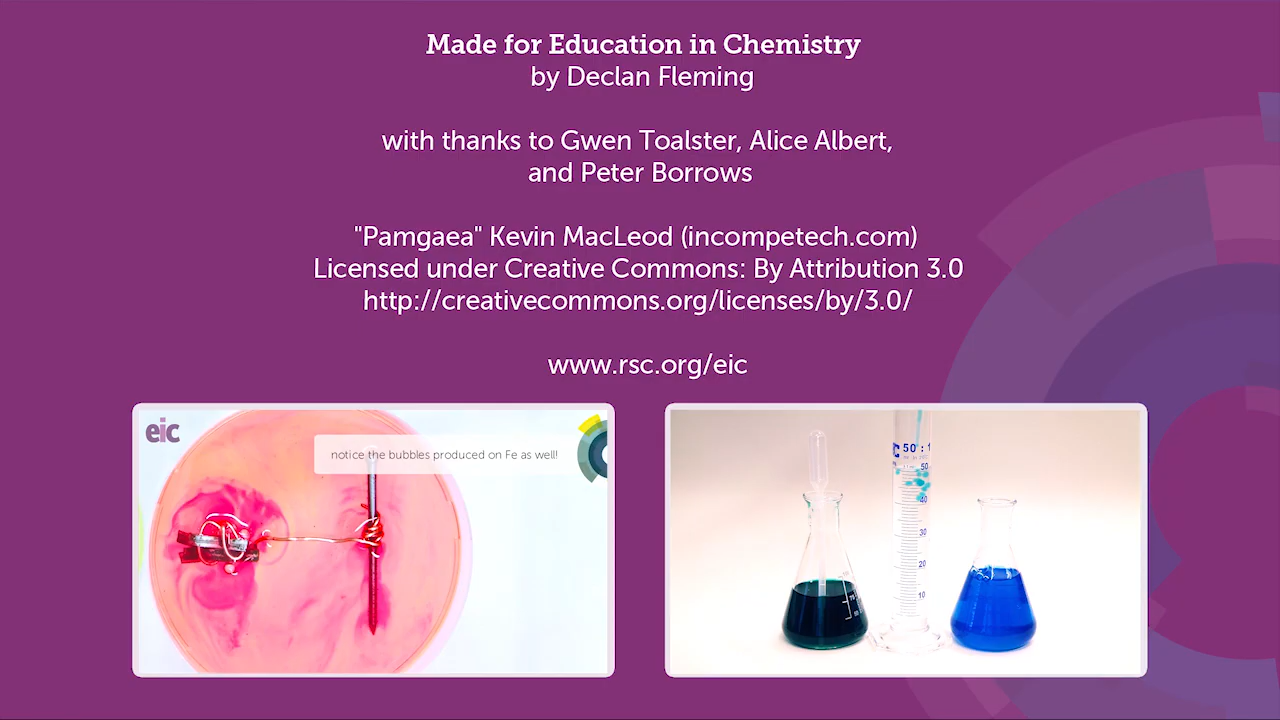 Made for Education in Chemistry
by Declan Fleming
with thanks to Gwen Toalster, Alice Albert,
and Peter Borrows
"Pamgaea" Kevin MacLeod (incompetech.com)
Licensed under Creative Commons: By Attribution 3.0
http://creativecommons.org/licenses/by/3.0/
www.rsc.org/eic
eic
notice the bubbles produced on Fe as well!
50
50
40
30
20
10